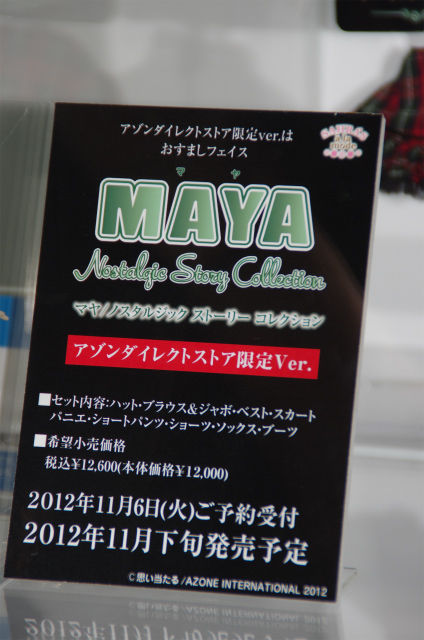 アゾンダイレクトストア限定ver.は
おすましフェイス
マヤ
MAYA
Nostalgic Story Collection
マヤ/ノスタルジック ストーリー コレクション
アゾンダイレクトストア限定Ver.
■セット内容:ハット・ブラウス&ジャボ・ベスト・スカート
パニエ・ショートパンツ・ショーツ・ソックス・ブーツ
■希望小売価格
税込¥12,600(本体価格¥12,000)
2012年11月6日(火)ご予約受付
2012年11月下旬発売予定
©思い当たる/AZONE INTERNATIONAL 2012